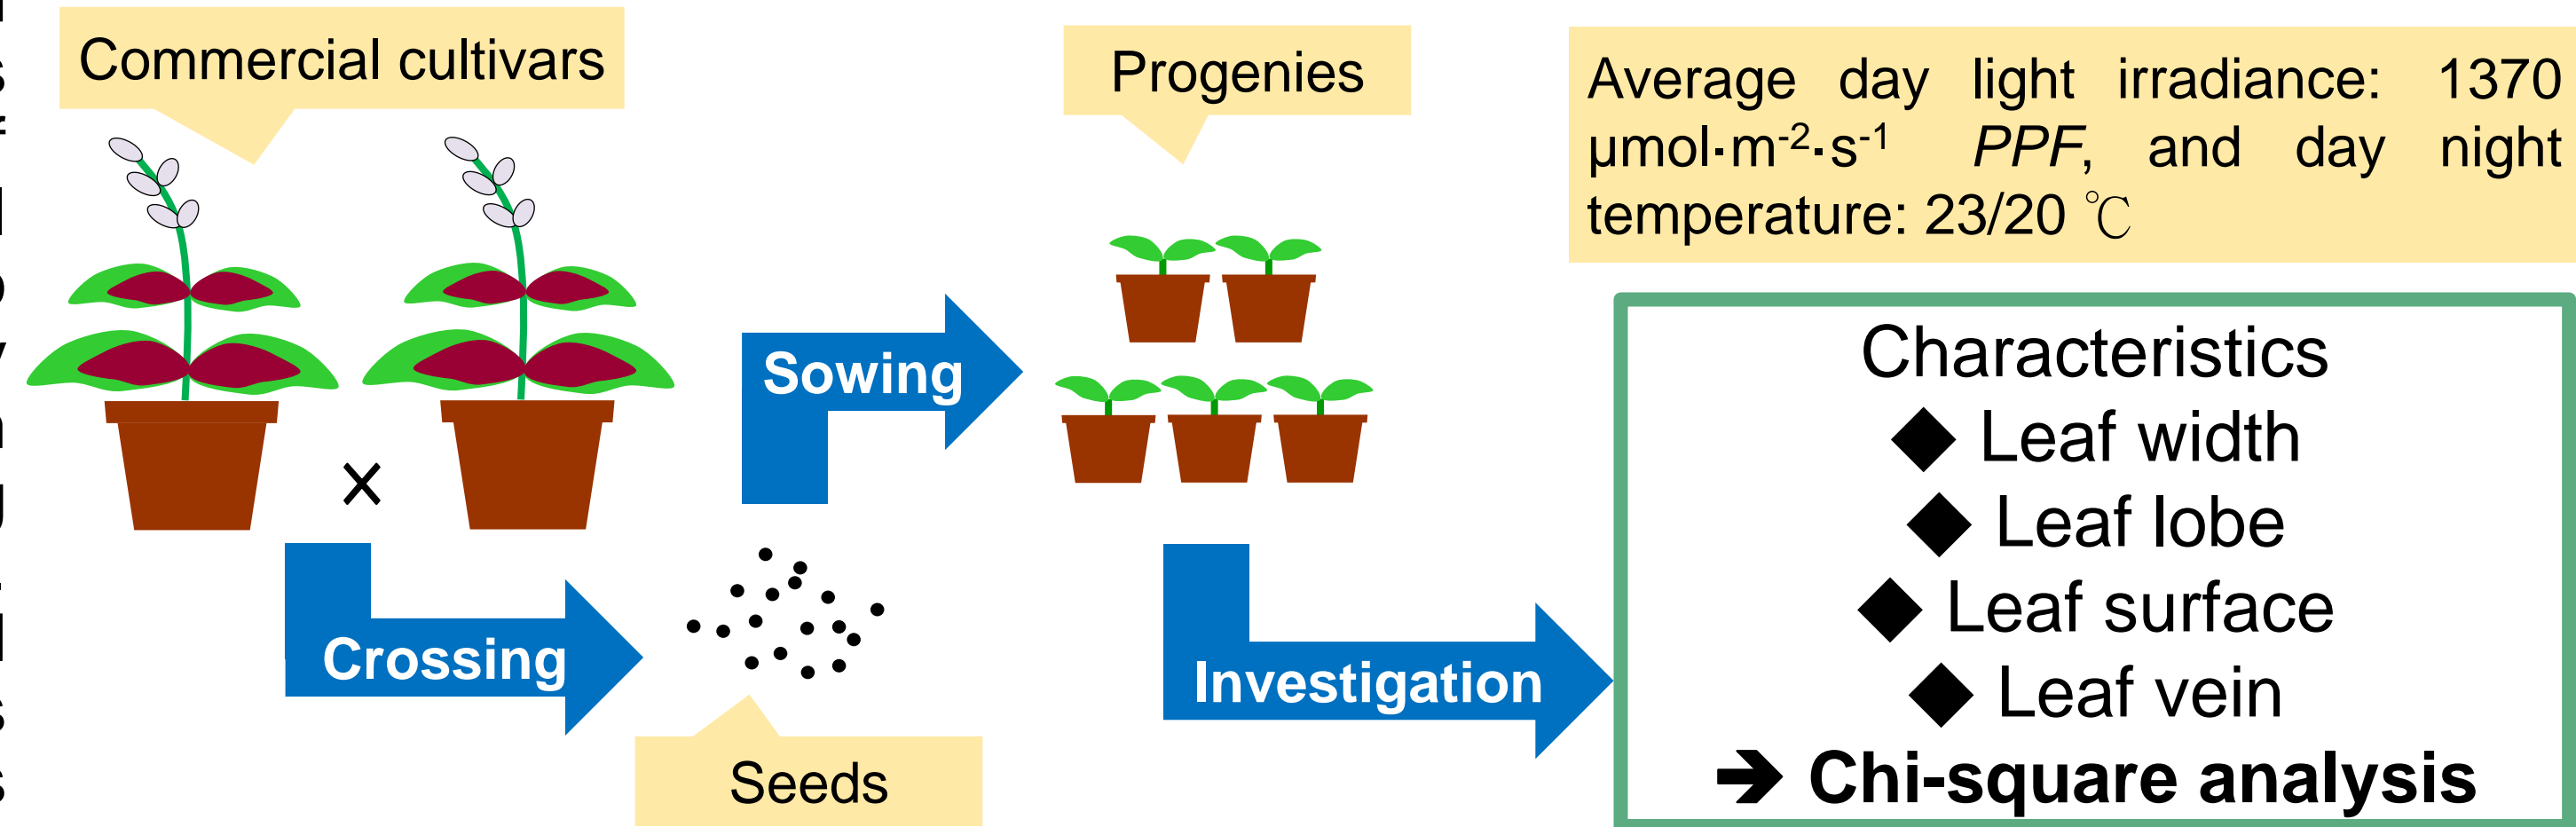 Commercial cultivars
Progenies
Average day light irradiance: 1370
μmol·m-2·s-1 PPF, and day night
temperature: 23/20 ℃
×
Sowing
Crossing
Seeds
Investigation
Characteristics
◆ Leaf width
◆ Leaf lobe
◆ Leaf surface
◆ Leaf vein
➔ Chi-square analysis